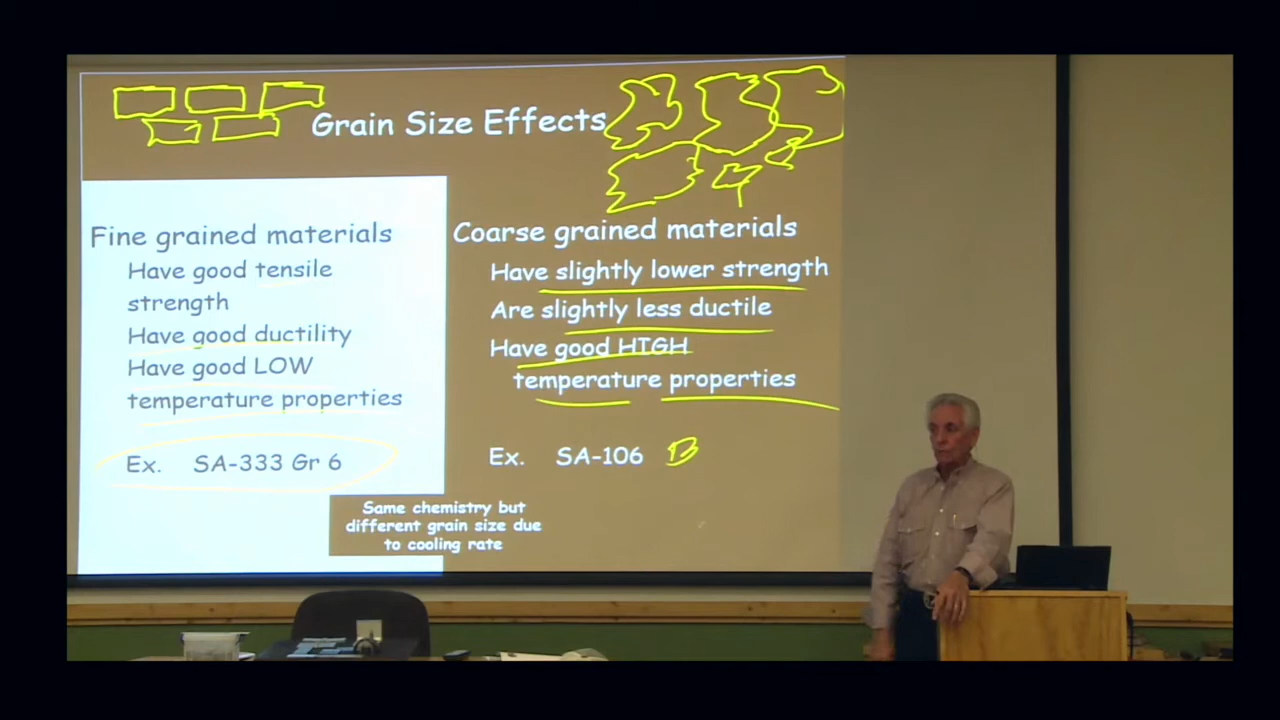 Grain Size Effects
Fine grained materials
Have good tensile
strength
Have good ductility
Have good LOW
temperature properties
Ex. SA-333 Gr 6
Coarse grained materials
Have slightly lower strength
Are slightly less ductile
Have good HIGH
temperature properties
Ex. SA-106 B
Same chemistry but
different grain size due
to cooling rate